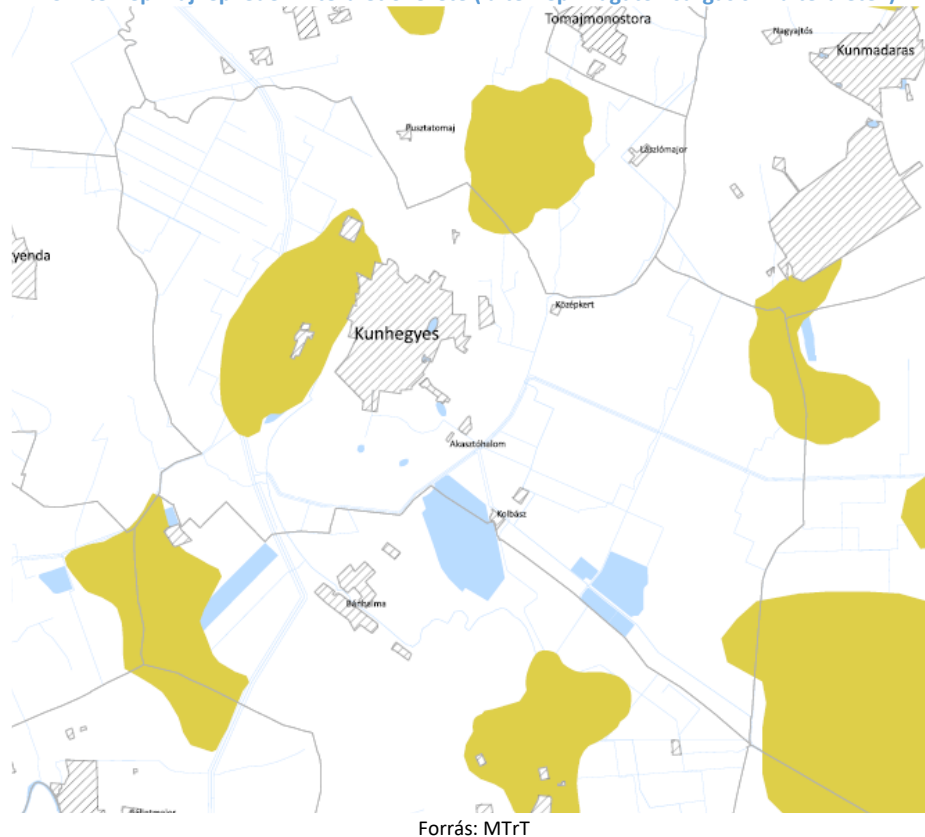 Tomajmonostora
Nagyajtós
Kunmadaras
Pusztatomaj
Lászlómajor
yenda
Középkert
Kunhegyes
Akasztóhalom
Kolbász
Bánhalma
Forrás: MTrT